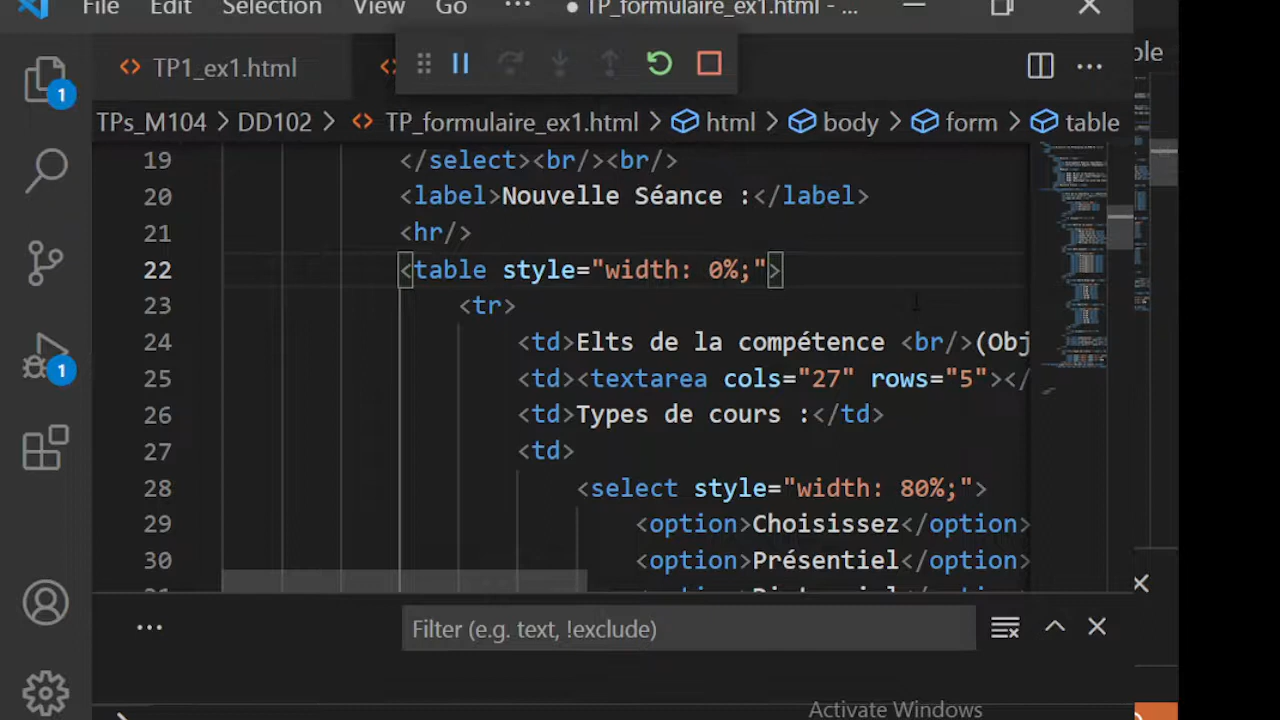 File Edit Selection View Go ··· ● TP_formulaire_ex1.html - ...
TP1_ex1.html
ble
1
TPs_M104 > DD102 > TP_formulaire_ex1.html > html > body > form > table
19 </select><br/><br/>
20 <label>Nouvelle Séance :</label>
21 <hr/>
22 <table style="width: 0%;">
23 <tr>
24 <td>Elts de la compétence <br/>(Obj
25 <td><textarea cols="27" rows="5"></
26 <td>Types de cours :</td>
27 <td>
28 <select style="width: 80%;">
29 <option>Choisissez</option>
30 <option>Présentiel</option>
1
Filter (e.g. text, !exclude)
Activate Windows